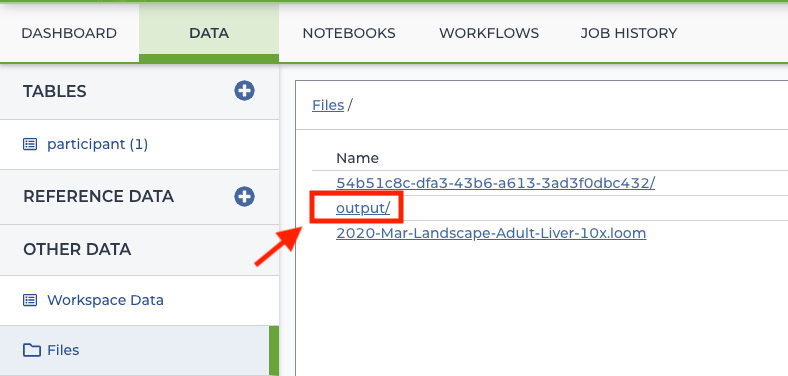 DASHBOARD DATA NOTEBOOKS WORKFLOWS JOB HISTORY
TABLES
participant (1)
REFERENCE DATA
OTHER DATA
Workspace Data
Files
Files /
Name
54b51c8c-dfa3-43b6-a613-3ad3f0dbc432/
output/
2020-Mar-Landscape-Adult-Liver-10x.loom